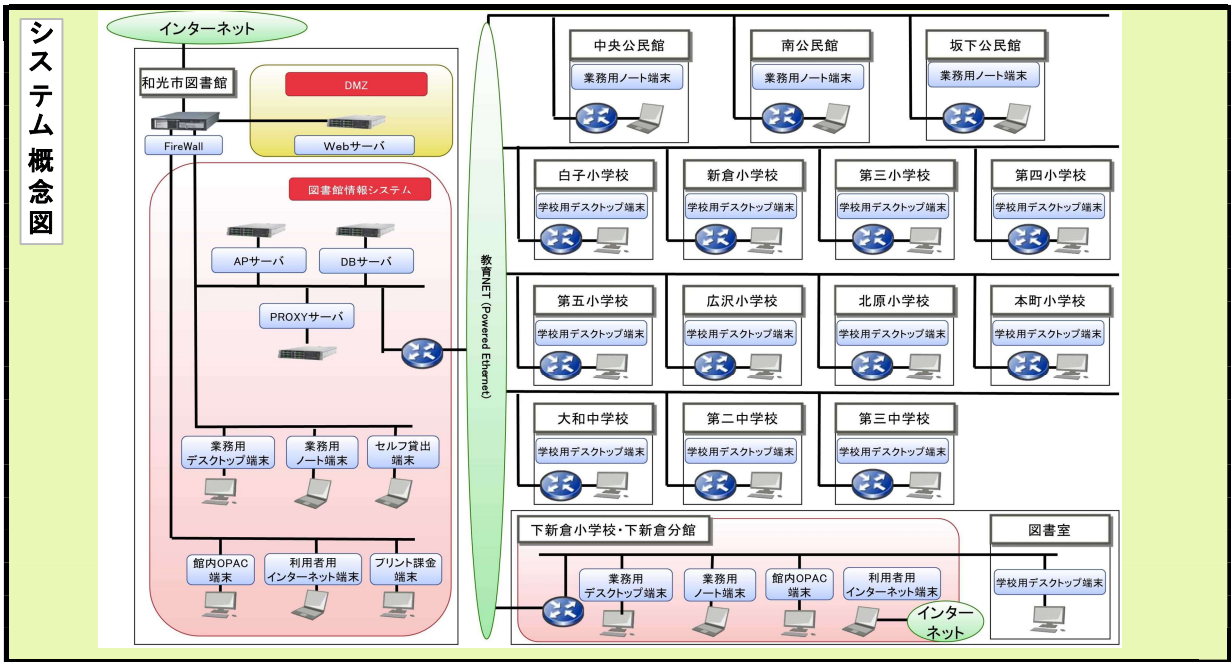 システム概念図
インターネット
和光市図書館
FireWall
DMZ
Webサーバ
図書館情報システム
APサーバ
DBサーバ
PROXYサーバ
業務用
デスクトップ端末
業務用
ノート端末
セルフ貸出
端末
館内OPAC
端末
利用者用
インターネット端末
プリント課金
端末
教育NET (Powered Ethernet)
中央公民館
業務用ノート端末
南公民館
業務用ノート端末
坂下公民館
業務用ノート端末
白子小学校
学校用デスクトップ端末
新倉小学校
学校用デスクトップ端末
第三小学校
学校用デスクトップ端末
第四小学校
学校用デスクトップ端末
第五小学校
学校用デスクトップ端末
広沢小学校
学校用デスクトップ端末
北原小学校
学校用デスクトップ端末
本町小学校
学校用デスクトップ端末
大和中学校
学校用デスクトップ端末
第二中学校
学校用デスクトップ端末
第三中学校
学校用デスクトップ端末
下新倉小学校・下新倉分館
業務用
デスクトップ端末
業務用
ノート端末
館内OPAC
端末
利用者用
インターネット端末
インター
ネット
図書室
学校用デスクトップ端末